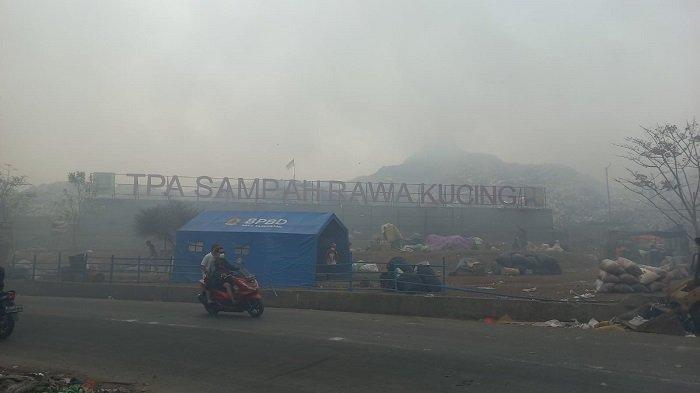 TPA SAMPAH RAWA KUCING
BPBD